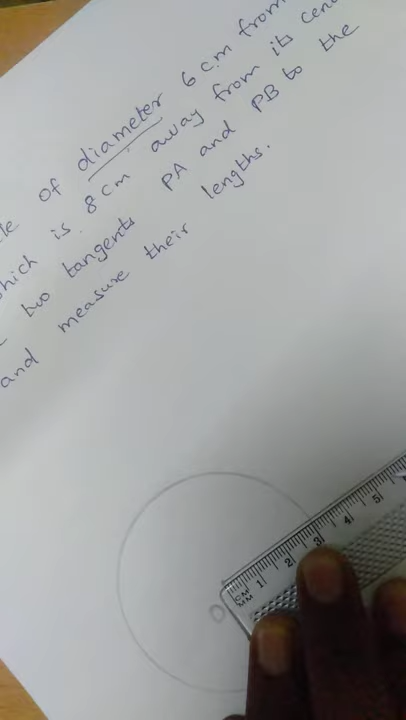 of diameter 6 cm from
which is 8 cm away from its
two tangents PA and PB to the
and measure their lengths.
O
CM
MM
1 2 3 4 5